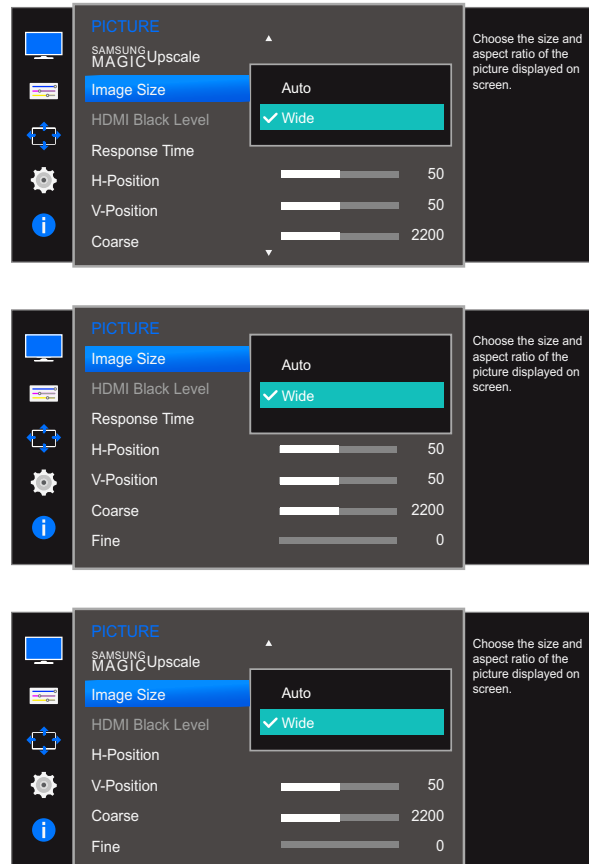 PICTURE
SAMSUNG
MAGIC Upscale
Image Size
Auto
HDMI Black Level
Wide
Response Time
H-Position 50
V-Position 50
Coarse 2200
Choose the size and
aspect ratio of the
picture displayed on
screen.
PICTURE
Image Size
Auto
HDMI Black Level
Wide
Response Time
H-Position 50
V-Position 50
Coarse 2200
Fine 0
Choose the size and
aspect ratio of the
picture displayed on
screen.
PICTURE
SAMSUNG
MAGIC Upscale
Image Size
Auto
HDMI Black Level
Wide
H-Position
V-Position 50
Coarse 2200
Fine 0
Choose the size and
aspect ratio of the
picture displayed on
screen.